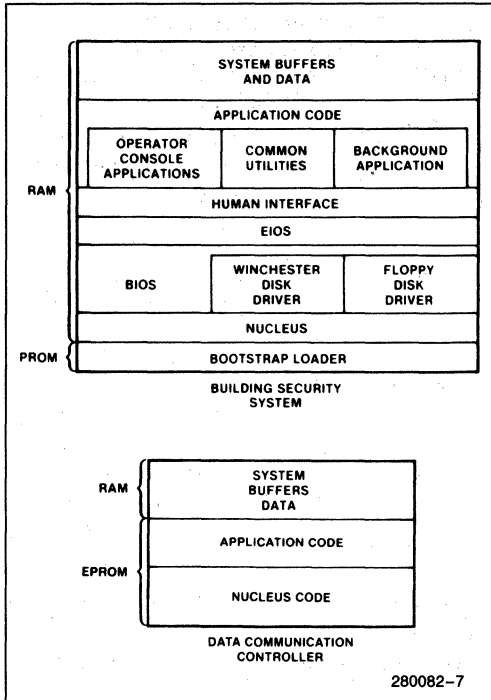 SYSTEM BUFFERS
AND DATA
APPLICATION CODE
OPERATOR
CONSOLE
APPLICATIONS
COMMON
UTILITIES
BACKGROUND
APPLICATION
RAM
HUMAN INTERFACE
EIOS
BIOS
WINCHESTER
DISK
DRIVER
FLOPPY
DISK
DRIVER
NUCLEUS
PROM
BOOTSTRAP LOADER
BUILDING SECURITY
SYSTEM
RAM
SYSTEM
BUFFERS
DATA
EPROM
APPLICATION CODE
NUCLEUS CODE
DATA COMMUNICATION
CONTROLLER
280082-7